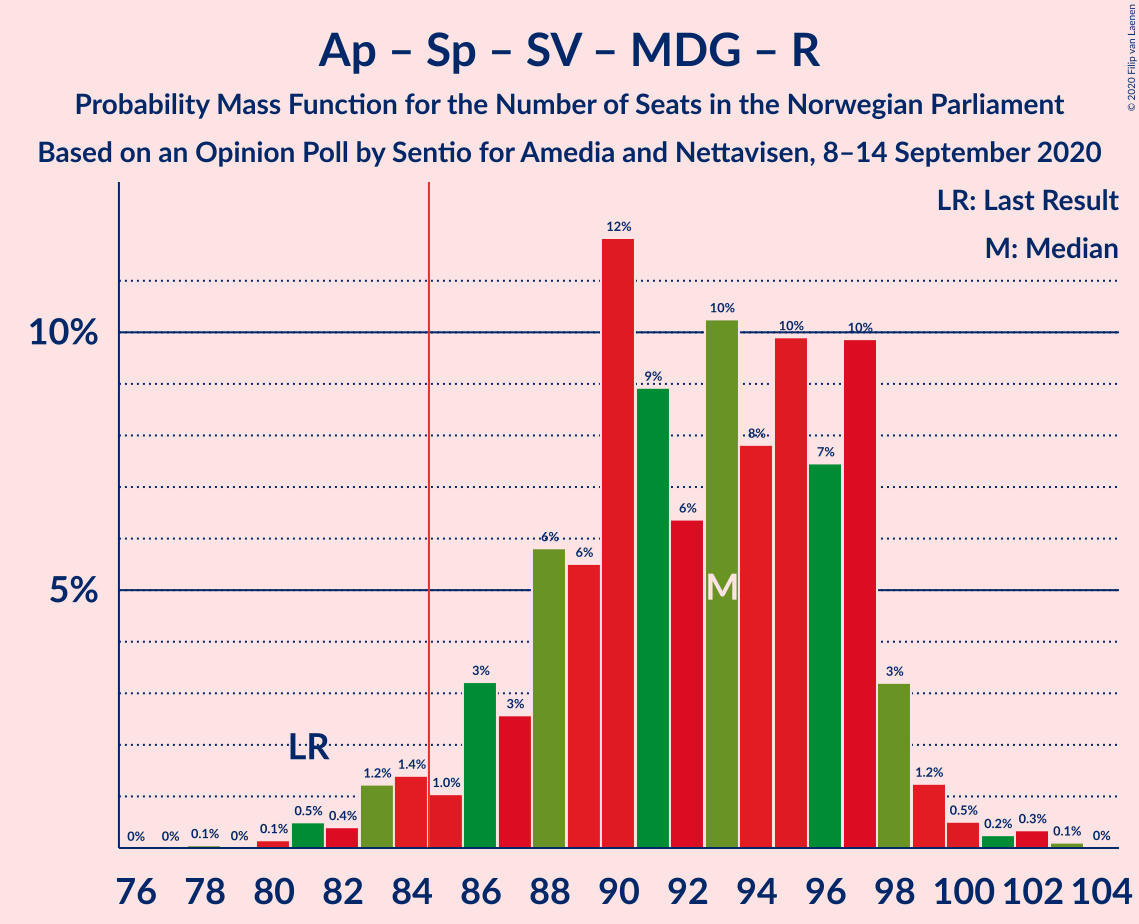 Ap – Sp – SV – MDG – R
Probability Mass Function for the Number of Seats in the Norwegian Parliament
Based on an Opinion Poll by Sentio for Amedia and Nettavisen, 8–14 September 2020
© 2020 Filip van Laenen
LR: Last Result
M: Median
10%
5%
0% 0% 0.1% 0% 0.1% 0.5% 0.4% 1.2% 1.4% 1.0% 3% 3% 6% 6% 12% 9% 6% 10% 8% 10% 7% 10% 3% 1.2% 0.5% 0.2% 0.3% 0.1% 0%
LR
M
76 78 80 82 84 86 88 90 92 94 96 98 100 102 104